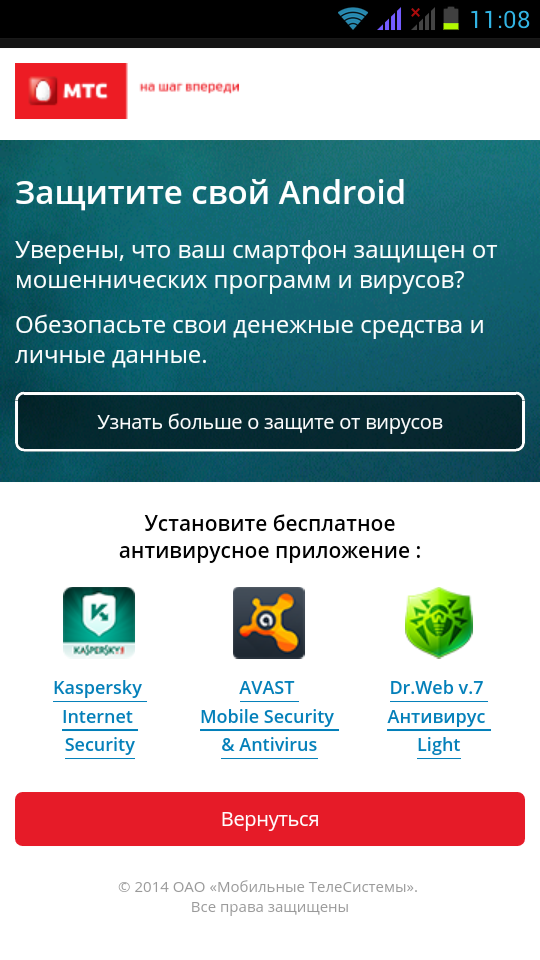 11:08
МТС
на шаг впереди
Защитите свой Android
Уверены, что ваш смартфон защищен от
мошеннических программ и вирусов?
Обезопасьте свои денежные средства и
личные данные.
Узнать больше о защите от вирусов
Установите бесплатное
антивирусное приложение :
KASPERSKY
Kaspersky
Internet
Security
AVAST
Mobile Security
& Antivirus
Dr.Web v.7
Антивирус
Light
Вернуться
© 2014 ОАО «Мобильные ТелеСистемы».
Все права защищены